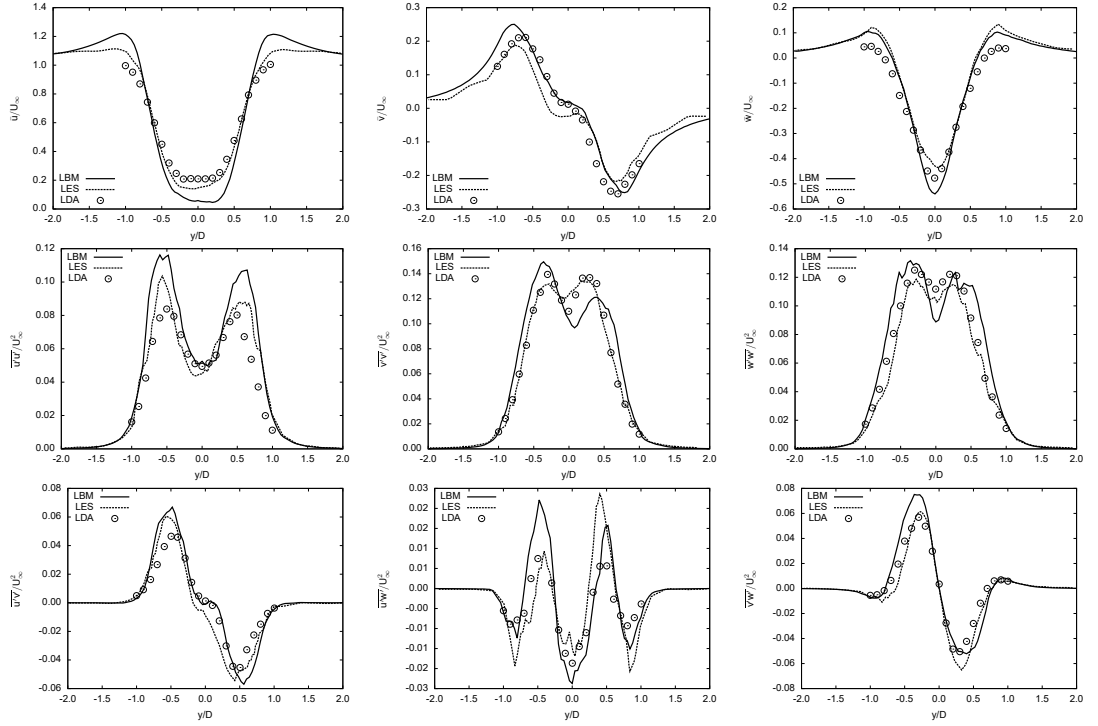 1.4
1.2
1.0
0.8
0.6
0.4
0.2
0.0
ū/U∞
LBM
LES
LDA
-2.0 -1.5 -1.0 -0.5 0.0 0.5 1.0 1.5 2.0
y/D
0.3
0.2
0.1
0.0
-0.1
-0.2
-0.3
v̄/U∞
LBM
LES
LDA
-2.0 -1.5 -1.0 -0.5 0.0 0.5 1.0 1.5 2.0
y/D
0.2
0.1
0.0
-0.1
-0.2
-0.3
-0.4
-0.5
-0.6
w̄/U∞
LBM
LES
LDA
-2.0 -1.5 -1.0 -0.5 0.0 0.5 1.0 1.5 2.0
y/D
0.12
0.10
0.08
0.06
0.04
0.02
0.00
u'u'/U²∞
LBM
LES
LDA
-2.0 -1.5 -1.0 -0.5 0.0 0.5 1.0 1.5 2.0
y/D
0.16
0.14
0.12
0.10
0.08
0.06
0.04
0.02
0.00
v'v'/U²∞
LBM
LES
LDA
-2.0 -1.5 -1.0 -0.5 0.0 0.5 1.0 1.5 2.0
y/D
0.14
0.12
0.10
0.08
0.06
0.04
0.02
0.00
w'w'/U²∞
LBM
LES
LDA
-2.0 -1.5 -1.0 -0.5 0.0 0.5 1.0 1.5 2.0
y/D
0.08
0.06
0.04
0.02
0.00
-0.02
-0.04
-0.06
u'v'/U²∞
LBM
LES
LDA
-2.0 -1.5 -1.0 -0.5 0.0 0.5 1.0 1.5 2.0
y/D
0.03
0.03
0.02
0.01
0.01
0.00
-0.01
-0.01
-0.02
-0.03
-0.03
u'w'/U²∞
LBM
LES
LDA
-2.0 -1.5 -1.0 -0.5 0.0 0.5 1.0 1.5 2.0
y/D
0.08
0.06
0.04
0.02
0.00
-0.02
-0.04
-0.06
-0.08
v'w'/U²∞
LBM
LES
LDA
-2.0 -1.5 -1.0 -0.5 0.0 0.5 1.0 1.5 2.0
y/D